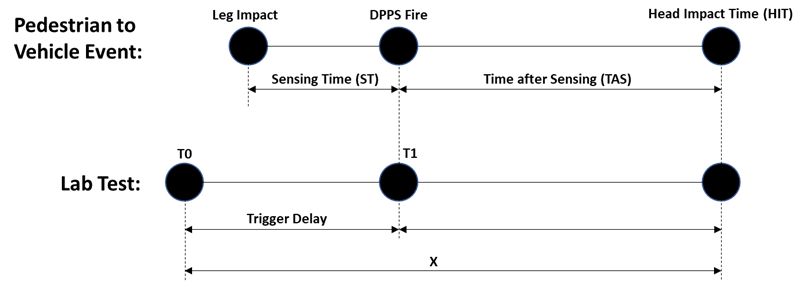 Pedestrian to
Vehicle Event:
Leg Impact
DPPS Fire
Head Impact Time (HIT)
Sensing Time (ST)
Time after Sensing (TAS)
Lab Test:
T0
T1
Trigger Delay
X